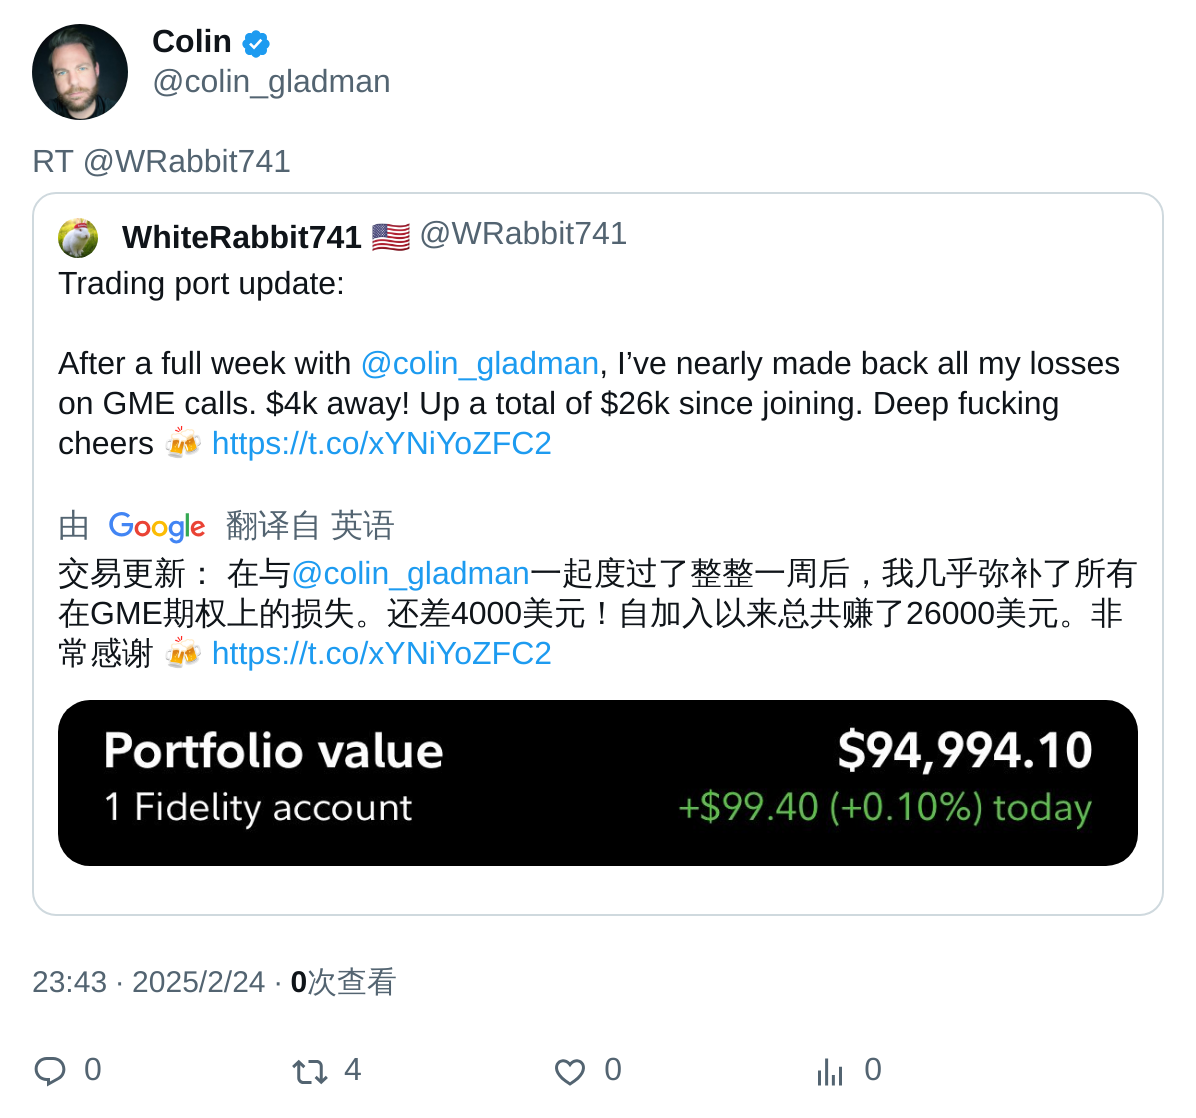 Colin
@colin_gladman
RT @WRabbit741
WhiteRabbit741 🇺🇸 @WRabbit741
Trading port update:
After a full week with @colin_gladman, I’ve nearly made back all my losses
on GME calls. $4k away! Up a total of $26k since joining. Deep fucking
cheers 🍻 https://t.co/xYNiYoZFC2
由 Google 翻译自 英语
交易更新： 在与@colin_gladman一起度过了整整一周后，我几乎弥补了所有
在GME期权上的损失。还差4000美元！自加入以来总共赚了26000美元。非
常感谢 🍻 https://t.co/xYNiYoZFC2
Portfolio value $94,994.10
1 Fidelity account +$99.40 (+0.10%) today
23:43 · 2025/2/24 · 0次查看
0 4 0 0